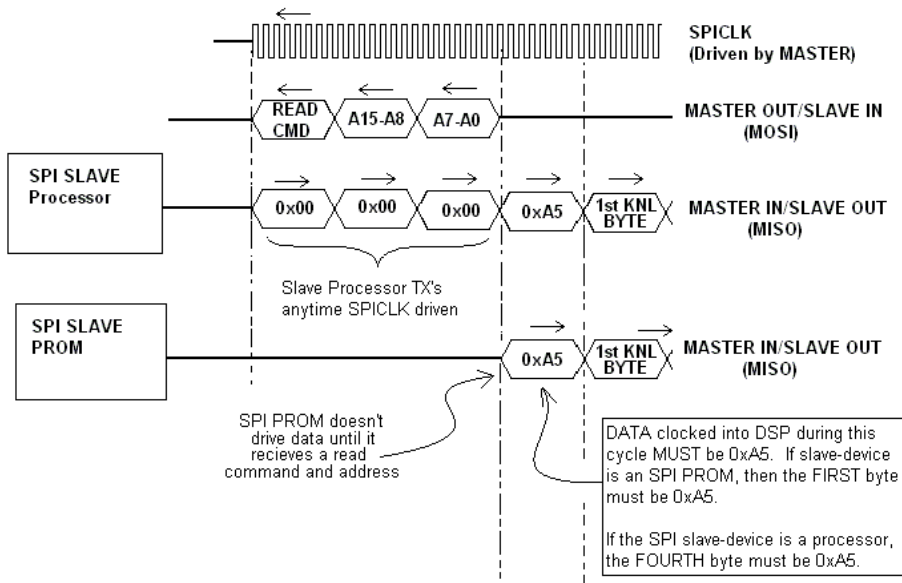 SPICLK
(Driven by MASTER)
READ
CMD
A15-A8
A7-A0
MASTER OUT/SLAVE IN
(MOSI)
SPI SLAVE
Processor
0x00
0x00
0x00
0xA5
1st KNL
BYTE
MASTER IN/SLAVE OUT
(MISO)
Slave Processor TX's
anytime SPICLK driven
SPI SLAVE
PROM
0xA5
1st KNL
BYTE
MASTER IN/SLAVE OUT
(MISO)
SPI PROM doesn't
drive data until it
recieves a read
command and address
DATA clocked into DSP during this
cycle MUST be 0xA5. If slave-device
is an SPI PROM, then the FIRST byte
must be 0xA5.
If the SPI slave-device is a processor,
the FOURTH byte must be 0xA5.